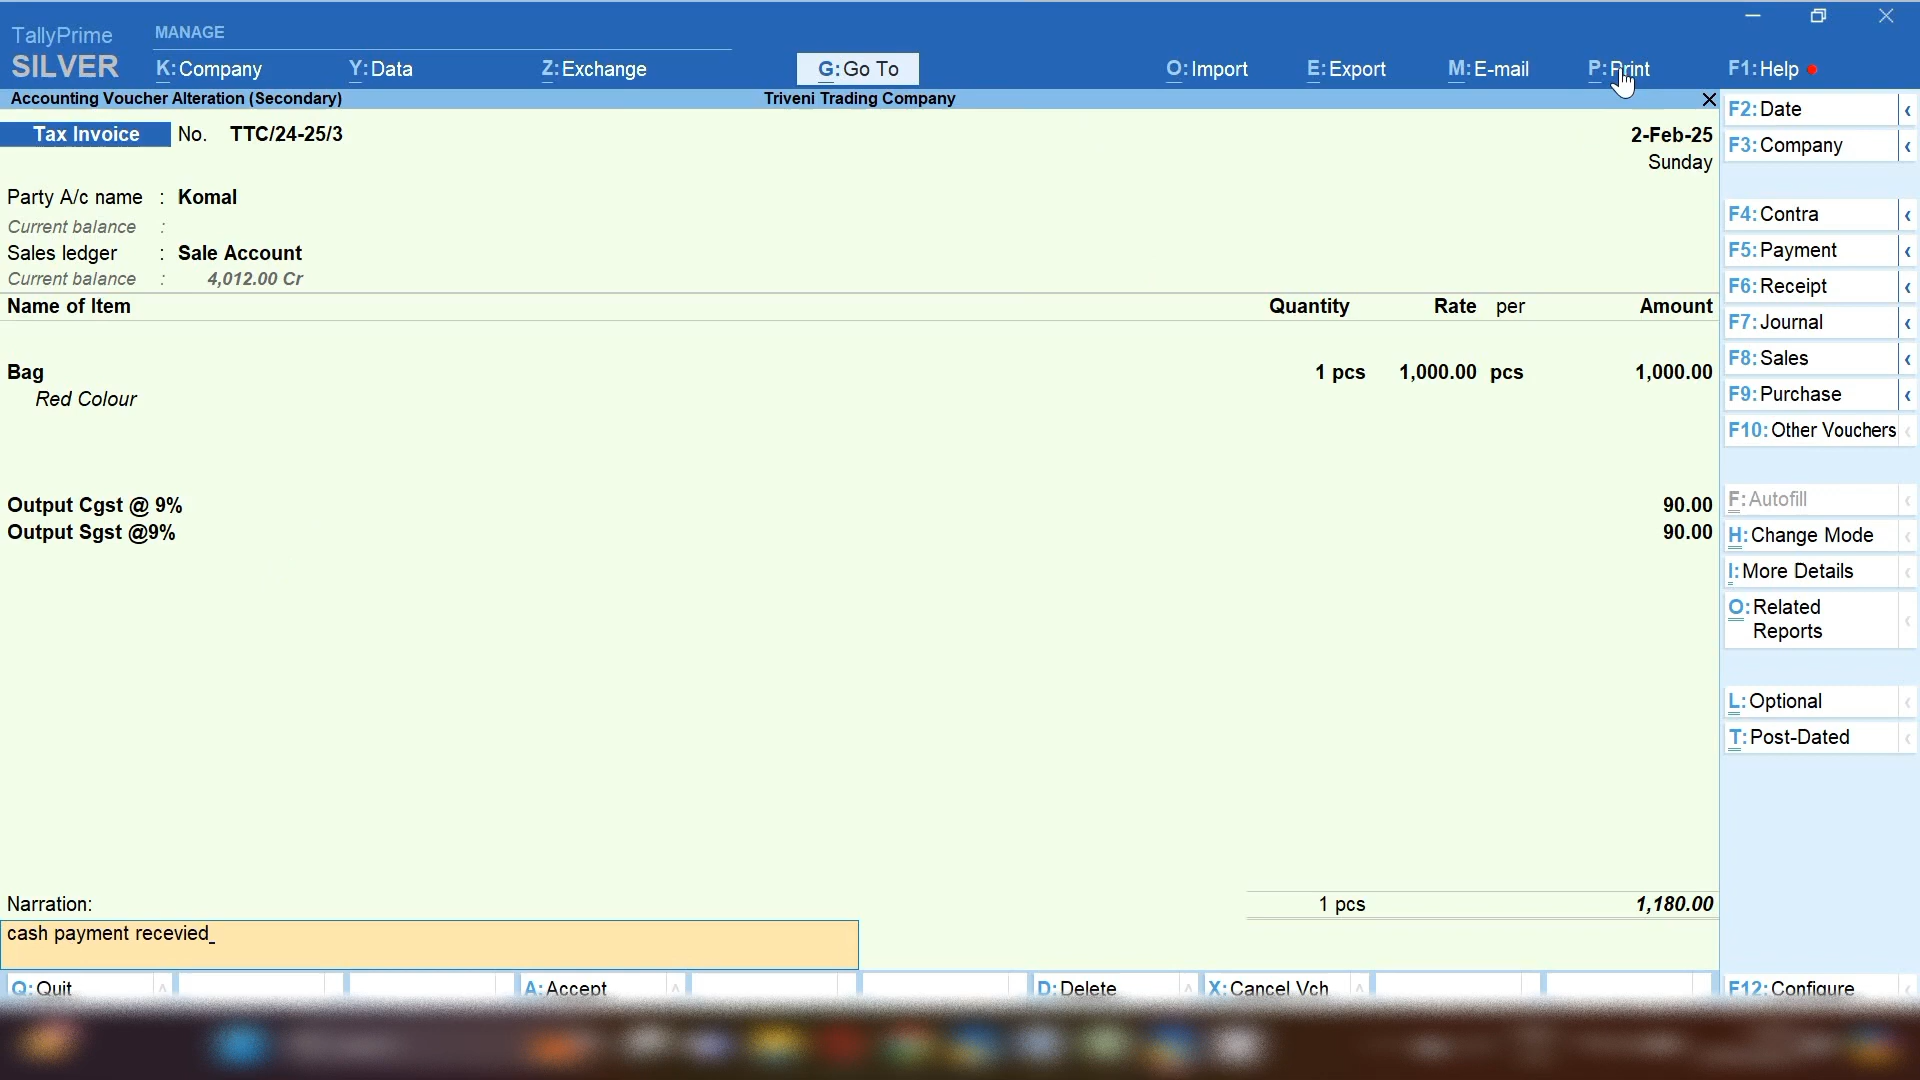 MANAGE
TallyPrime
SILVER
K:Company Y:Data Z:Exchange G:Go To O:Import E:Export M:E-mail P:Print F1:Help
Accounting Voucher Alteration (Secondary) Triveni Trading Company
Tax Invoice No. TTC/24-25/3 2-Feb-25
Sunday
Party A/c name : Komal
Current balance :
Sales ledger : Sale Account
Current balance : 4,012.00 Cr
Name of Item Quantity Rate per Amount
Bag 1 pcs 1,000.00 pcs 1,000.00
Red Colour
Output Cgst @ 9% 90.00
Output Sgst @9% 90.00
Narration: 1 pcs 1,180.00
cash payment recevied_
Q:Quit A:Accept D:Delete X:Cancel Vch
F2:Date
F3:Company
F4:Contra
F5:Payment
F6:Receipt
F7:Journal
F8:Sales
F9:Purchase
F10:Other Vouchers
F:Autofill
H:Change Mode
I:More Details
O:Related
Reports
L:Optional
T:Post-Dated
F12:Configure